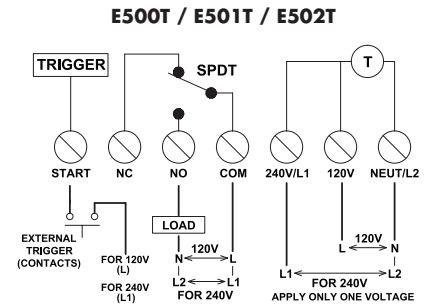 E500T / E501T / E502T
TRIGGER
SPDT
T
START NC NO COM 240V/L1 120V NEUT/L2
EXTERNAL
TRIGGER
(CONTACTS)
FOR 120V
(L)
FOR 240V
(L1)
LOAD
N 120V L
L2 L1
FOR 240V
L 120V N
L1 L2
FOR 240V
APPLY ONLY ONE VOLTAGE